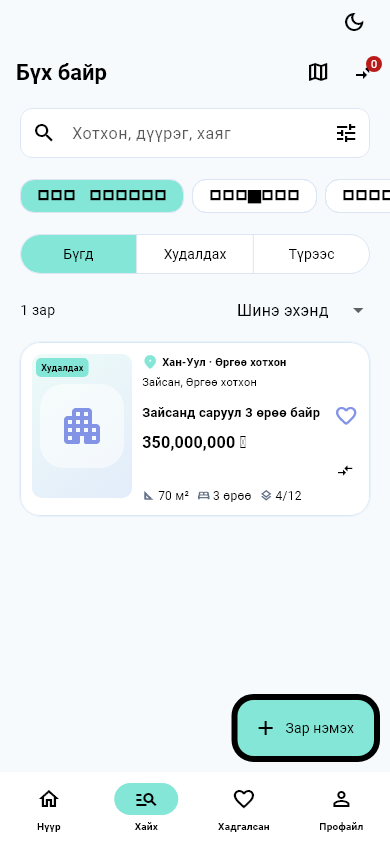 Бүх байр
0
Хотхон, дүүрэг, хаяг
Бүгд
Худалдах
Түрээс
1 зар
Шинэ эхэнд
Худалдах
Хан-Уул · Өргөө хотхон
Зайсан, Өргөө хотхон
Зайсанд саруул 3 өрөө байр
350,000,000
70 м²
3 өрөө
4/12
Зар нэмэх
Нүүр
Хайх
Хадгалсан
Профайл